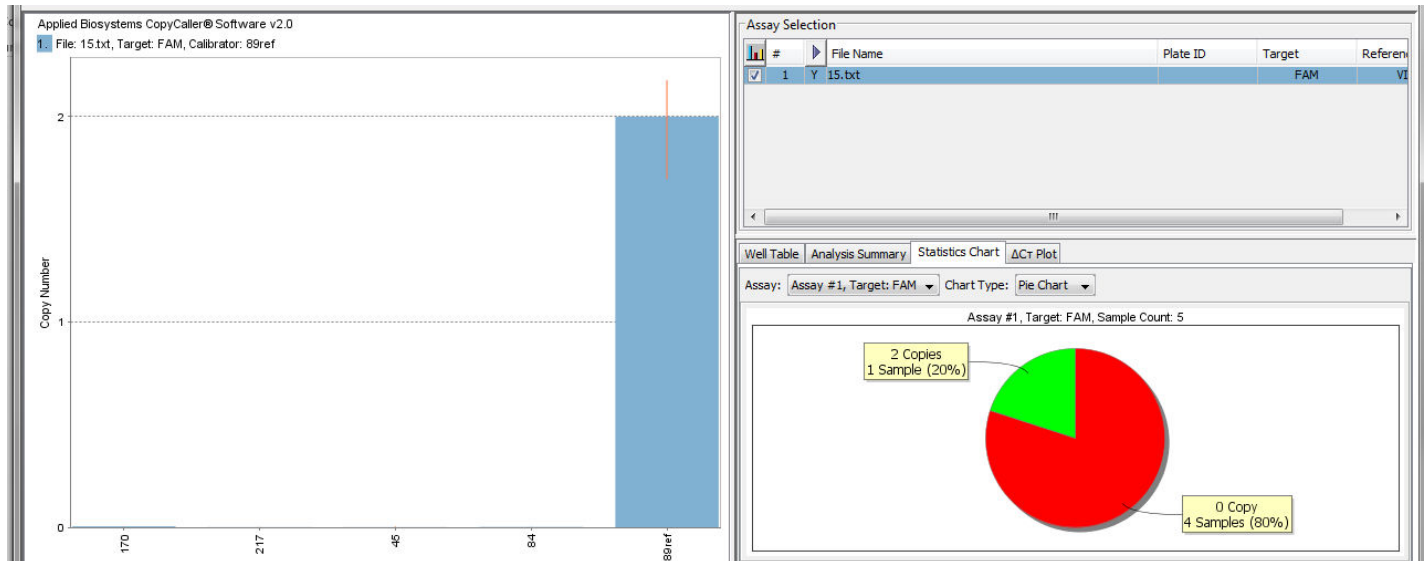 Applied Biosystems CopyCaller® Software v2.0
1. File: 15.txt, Target: FAM, Calibrator: 89ref
Copy Number
2
1
0
170
217
46
84
89ref
Assay Selection
# File Name Plate ID Target Referen
1 Y 15.txt FAM VI
Well Table Analysis Summary Statistics Chart ΔCт Plot
Assay: Assay #1, Target: FAM Chart Type: Pie Chart
Assay #1, Target: FAM, Sample Count: 5
2 Copies
1 Sample (20%)
0 Copy
4 Samples (80%)